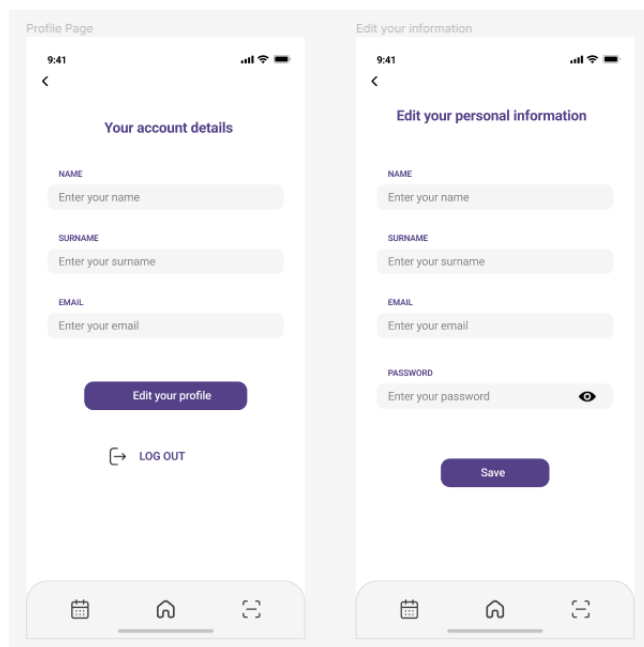 Profile Page
9:41
Your account details
NAME
Enter your name
SURNAME
Enter your surname
EMAIL
Enter your email
Edit your profile
LOG OUT
Edit your information
9:41
Edit your personal information
NAME
Enter your name
SURNAME
Enter your surname
EMAIL
Enter your email
PASSWORD
Enter your password
Save